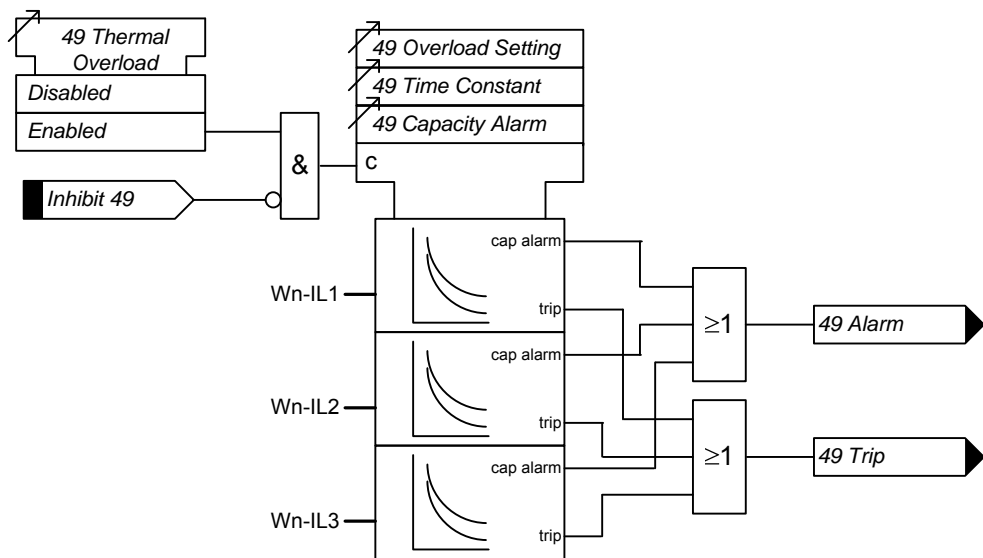 49 Thermal
Overload
Disabled
Enabled
Inhibit 49
&
49 Overload Setting
49 Time Constant
49 Capacity Alarm
c
Wn-IL1
cap alarm
trip
Wn-IL2
cap alarm
trip
Wn-IL3
cap alarm
trip
≥1
49 Alarm
≥1
49 Trip